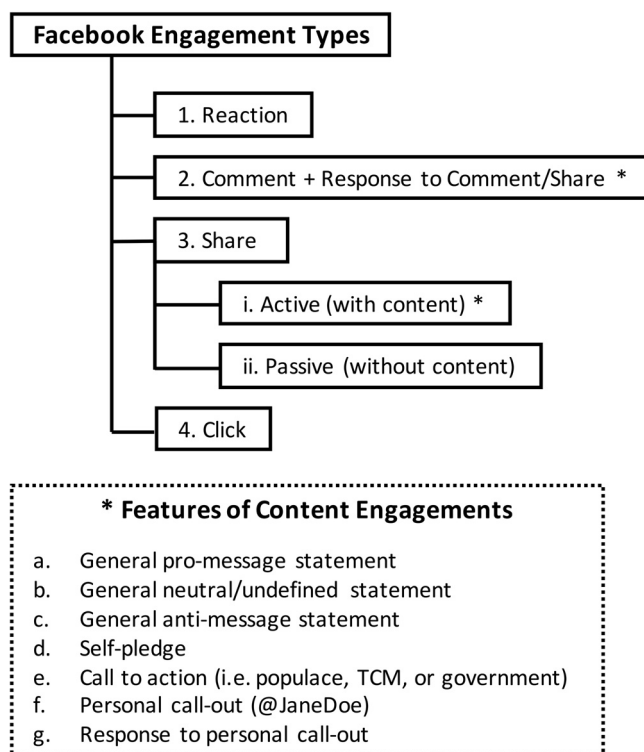 Facebook Engagement Types
1. Reaction
2. Comment + Response to Comment/Share *
3. Share
i. Active (with content) *
ii. Passive (without content)
4. Click
* Features of Content Engagements
a. General pro-message statement
b. General neutral/undefined statement
c. General anti-message statement
d. Self-pledge
e. Call to action (i.e. populace, TCM, or government)
f. Personal call-out (@JaneDoe)
g. Response to personal call-out